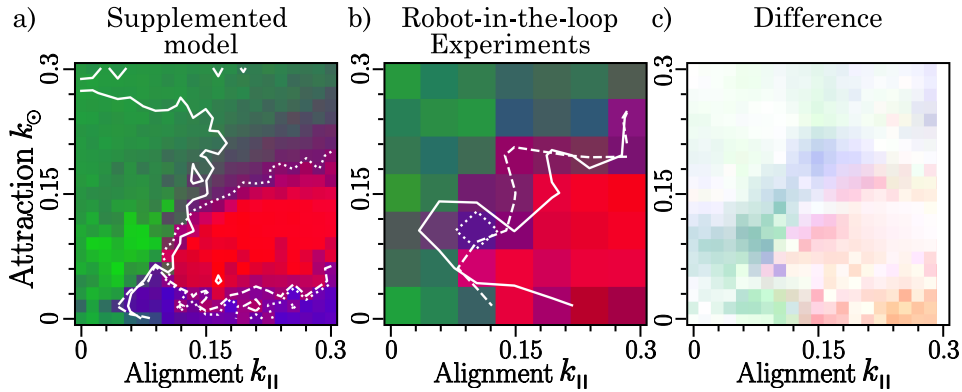 a) Supplemented
model
b) Robot-in-the-loop
Experiments
c) Difference
Attraction k⊙
0.3
0.15
0
0 0.15 0.3
Alignment k||
0.3
0.15
0
0 0.15 0.3
Alignment k||
0.3
0.15
0
0 0.15 0.3
Alignment k||